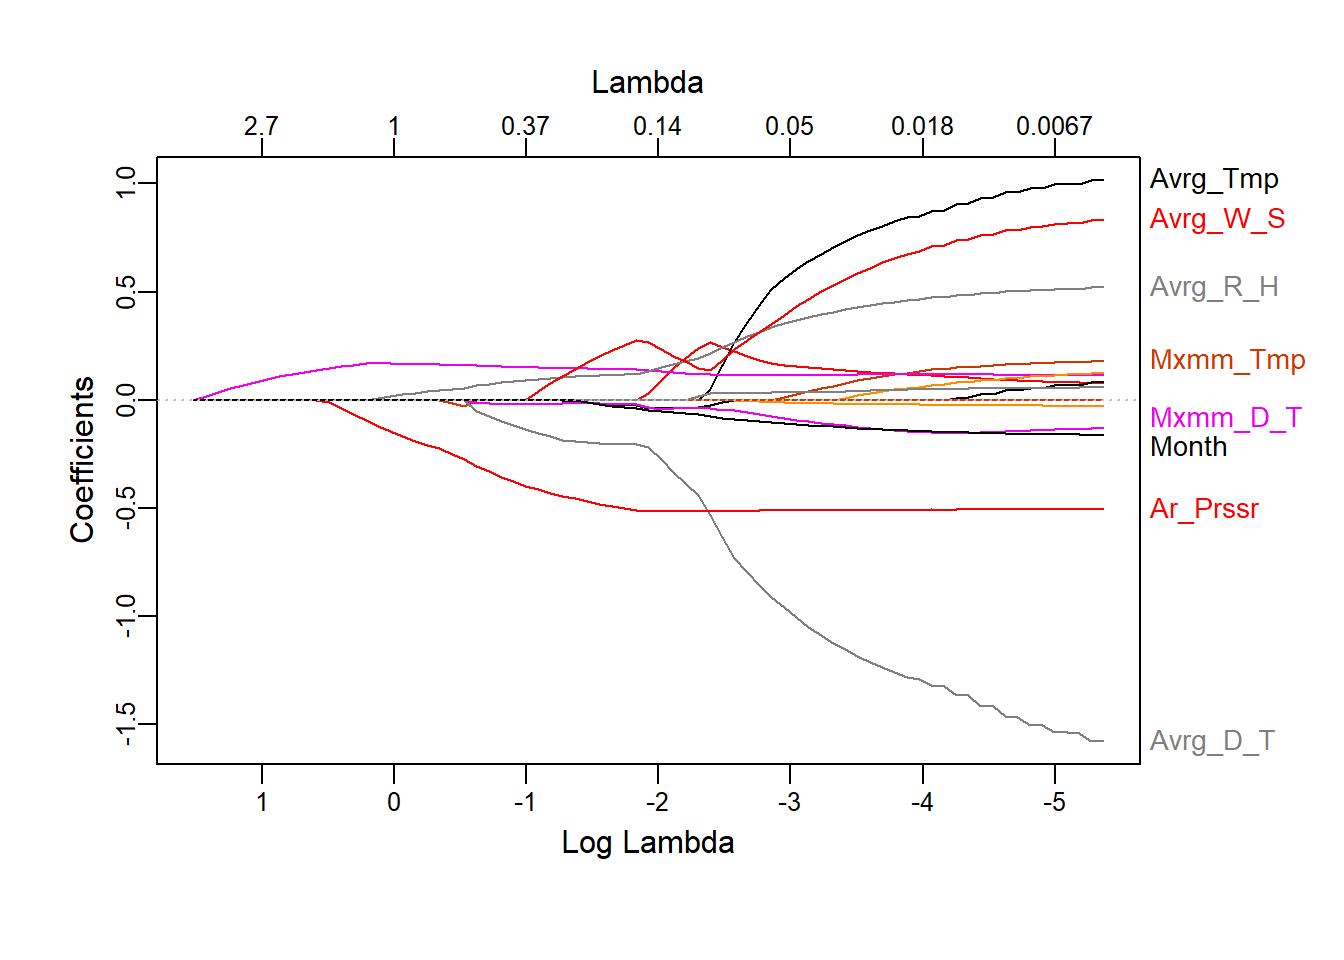 Lambda
2.7 1 0.37 0.14 0.05 0.018 0.0067
1.0
0.5
0.0
-0.5
-1.0
-1.5
Coefficients
Avrg_Tmp
Avrg_W_S
Avrg_R_H
Mxmm_Tmp
Mxmm_D_T
Month
Ar_Prssr
Avrg_D_T
1 0 -1 -2 -3 -4 -5
Log Lambda